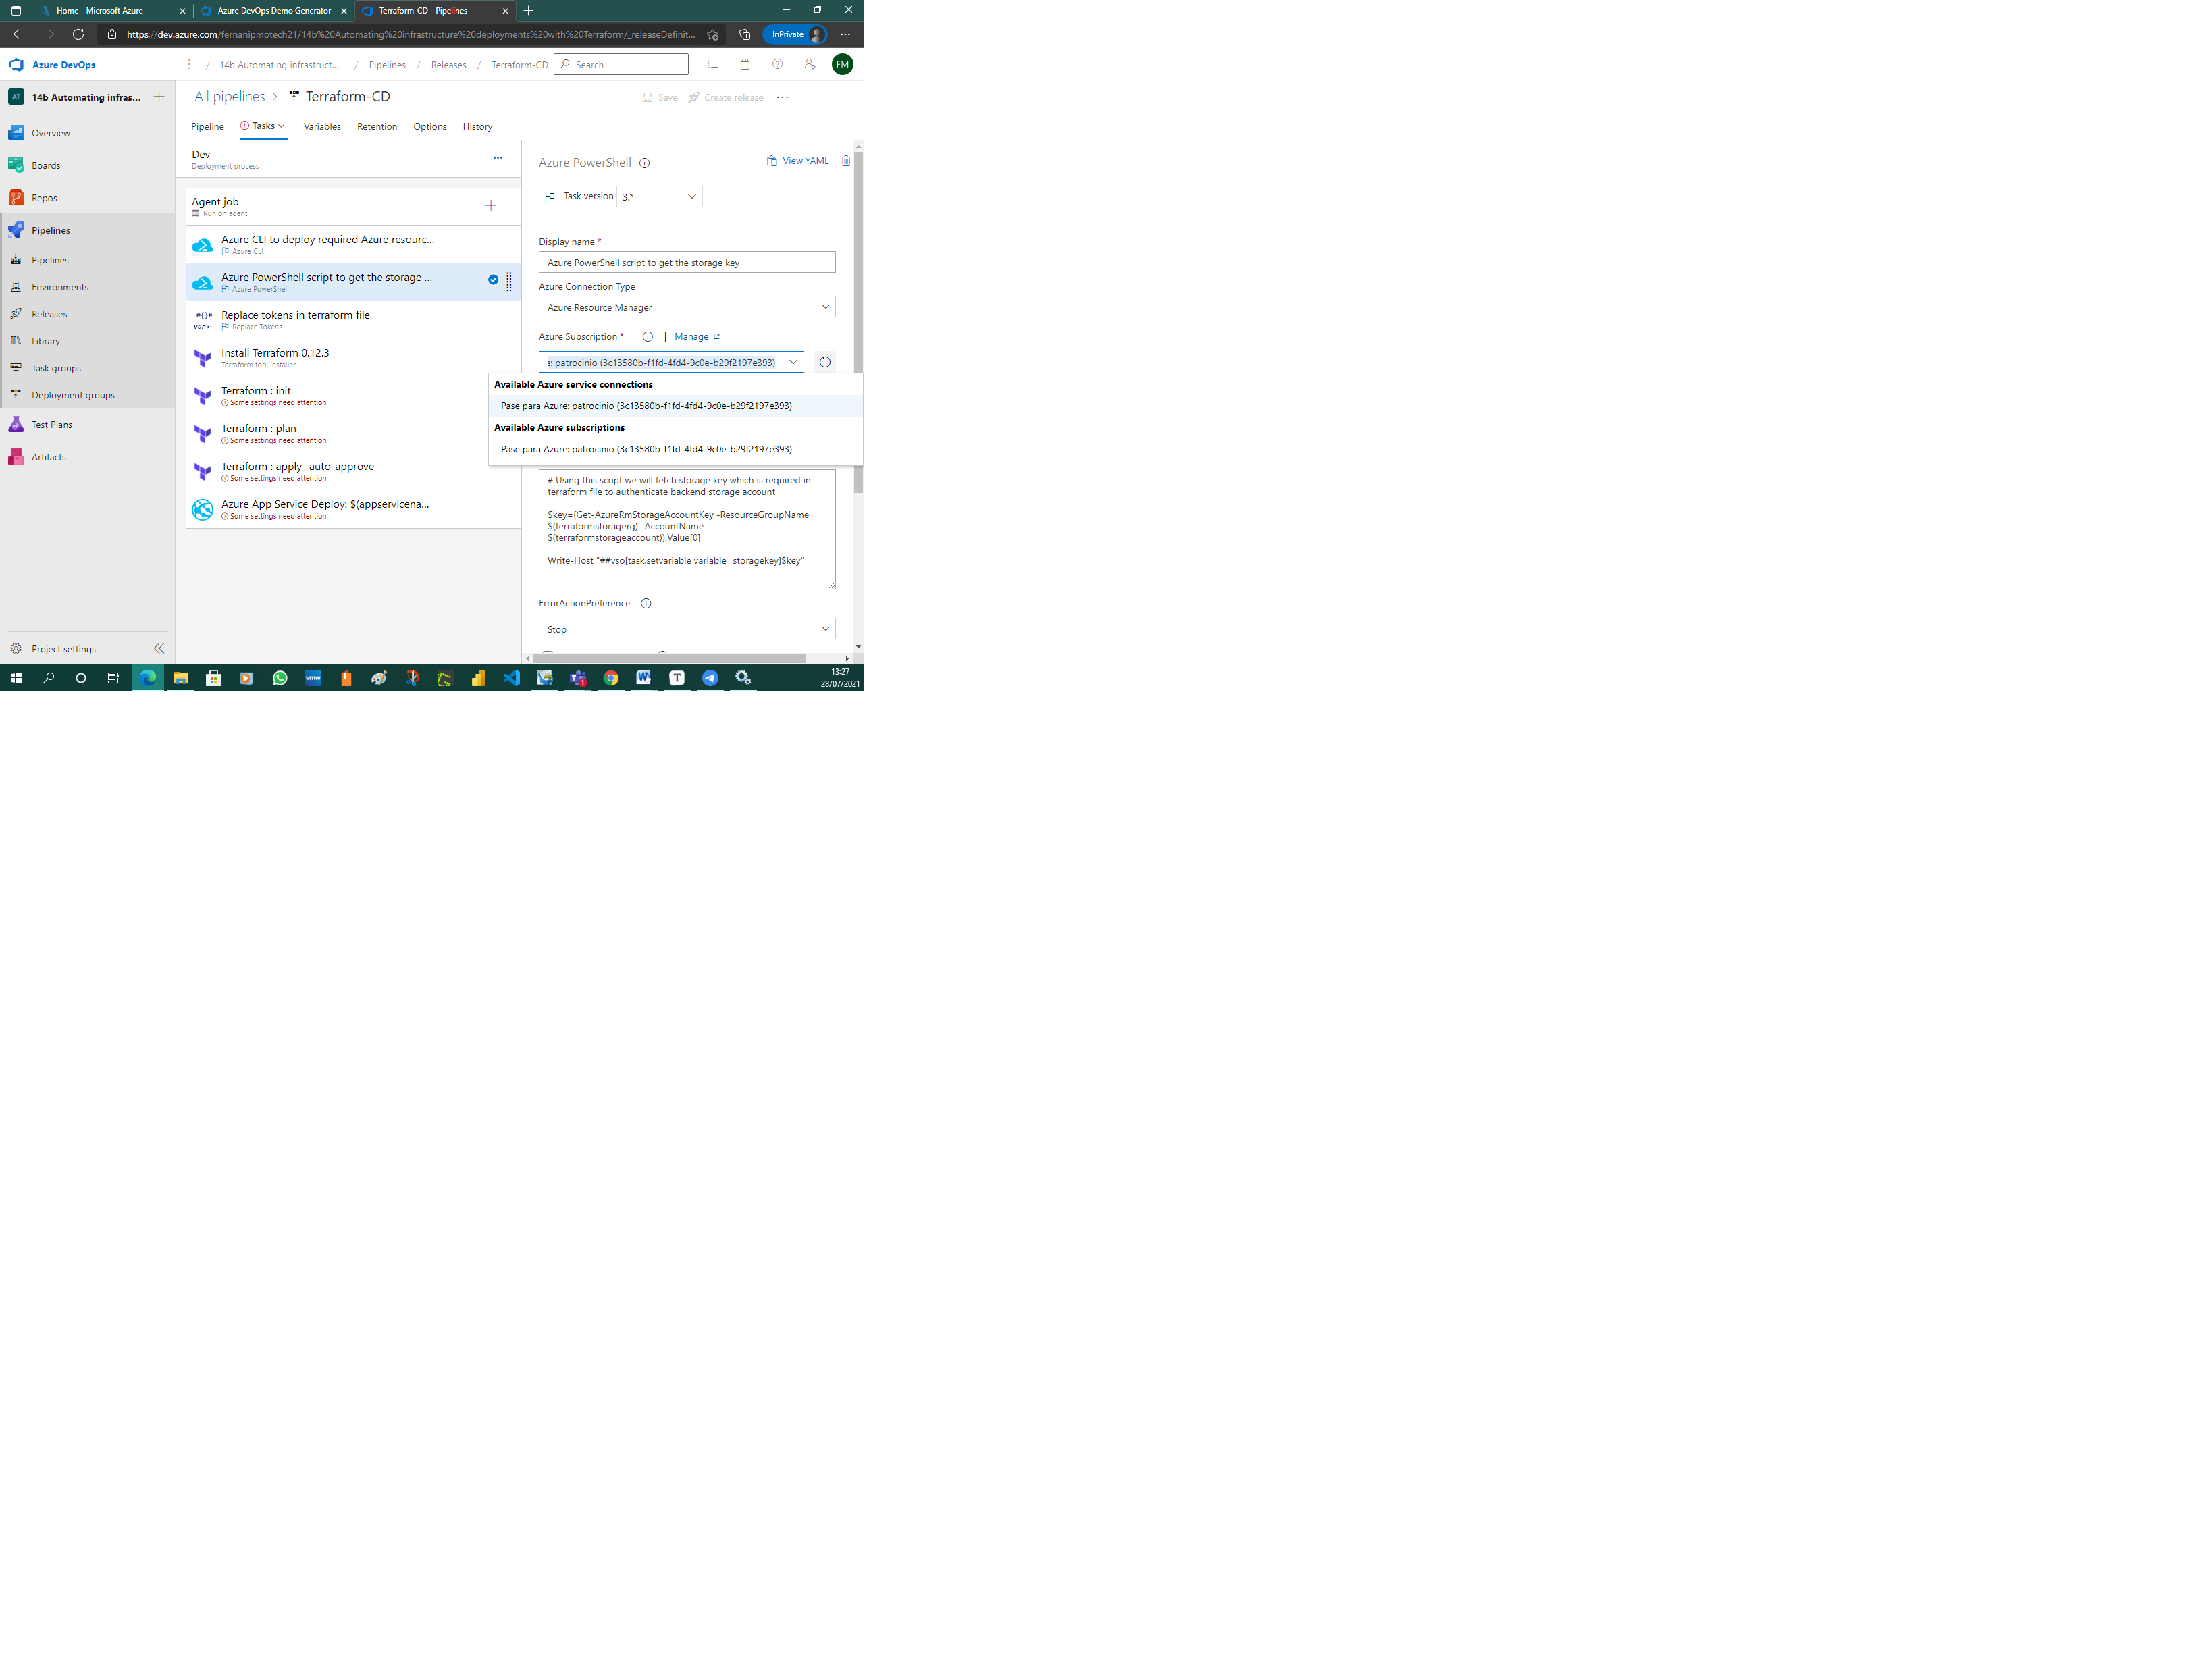 Home - Microsoft Azure
Azure DevOps Demo Generator
Terraform-CD - Pipelines
https://dev.azure.com/fernanipmotech21/14b%20Automating%20infrastructure%20deployments%20with%20Terraform/_releaseDefinit...
InPrivate
Azure DevOps
/ 14b Automating infrastruct... / Pipelines / Releases / Terraform-CD
Search
FM
AT
14b Automating infras...
Overview
Boards
Repos
Pipelines
Pipelines
Environments
Releases
Library
Task groups
Deployment groups
Test Plans
Artifacts
Project settings
All pipelines > Terraform-CD
Save
Create release
Pipeline
Tasks
Variables
Retention
Options
History
Dev
Deployment process
Agent job
Run on agent
Azure CLI to deploy required Azure resourc...
Azure CLI
Azure PowerShell script to get the storage ...
Azure PowerShell
#{}#
var
Replace tokens in terraform file
Replace Tokens
Install Terraform 0.12.3
Terraform tool installer
Terraform : init
Some settings need attention
Terraform : plan
Some settings need attention
Terraform : apply -auto-approve
Some settings need attention
Azure App Service Deploy: $(appservicena...
Some settings need attention
Azure PowerShell
View YAML
Task version
3.*
Display name *
Azure PowerShell script to get the storage key
Azure Connection Type
Azure Resource Manager
Azure Subscription *
| Manage
e: patrocinio (3c13580b-f1fd-4fd4-9c0e-b29f2197e393)
Available Azure service connections
Pase para Azure: patrocinio (3c13580b-f1fd-4fd4-9c0e-b29f2197e393)
Available Azure subscriptions
Pase para Azure: patrocinio (3c13580b-f1fd-4fd4-9c0e-b29f2197e393)
# Using this script we will fetch storage key which is required in
terraform file to authenticate backend storage account
$key=(Get-AzureRmStorageAccountKey -ResourceGroupName
$(terraformstoragerg) -AccountName
$(terraformstorageaccount)).Value[0]
Write-Host "##vso[task.setvariable variable=storagekey]$key"
ErrorActionPreference
Stop
vmw
1
W
T
13:27
28/07/2021